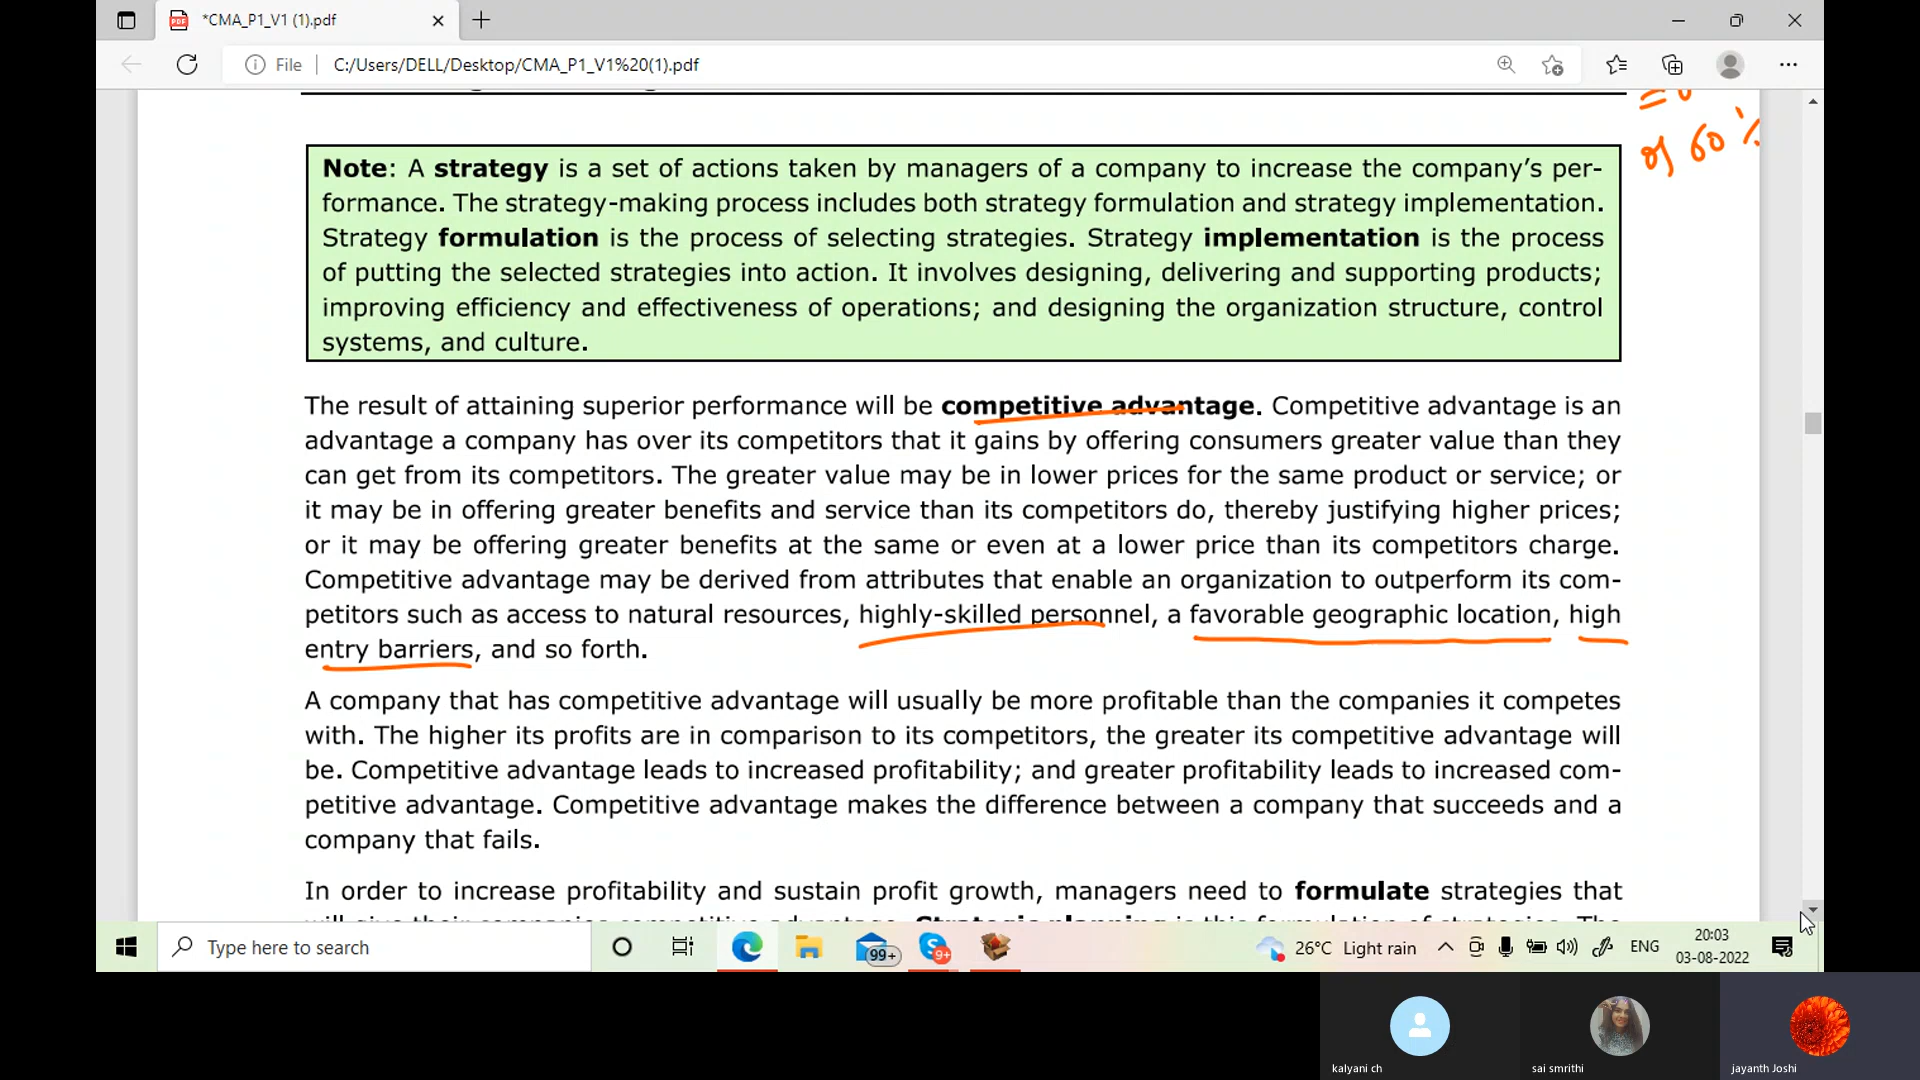 *CMA_P1_V1 (1).pdf
File
C:/Users/DELL/Desktop/CMA_P1_V1%20(1).pdf
of 60%
Note: A strategy is a set of actions taken by managers of a company to increase the company’s per-
formance. The strategy-making process includes both strategy formulation and strategy implementation.
Strategy formulation is the process of selecting strategies. Strategy implementation is the process
of putting the selected strategies into action. It involves designing, delivering and supporting products;
improving efficiency and effectiveness of operations; and designing the organization structure, control
systems, and culture.
The result of attaining superior performance will be competitive advantage. Competitive advantage is an
advantage a company has over its competitors that it gains by offering consumers greater value than they
can get from its competitors. The greater value may be in lower prices for the same product or service; or
it may be in offering greater benefits and service than its competitors do, thereby justifying higher prices;
or it may be offering greater benefits at the same or even at a lower price than its competitors charge.
Competitive advantage may be derived from attributes that enable an organization to outperform its com-
petitors such as access to natural resources, highly-skilled personnel, a favorable geographic location, high
entry barriers, and so forth.
A company that has competitive advantage will usually be more profitable than the companies it competes
with. The higher its profits are in comparison to its competitors, the greater its competitive advantage will
be. Competitive advantage leads to increased profitability; and greater profitability leads to increased com-
petitive advantage. Competitive advantage makes the difference between a company that succeeds and a
company that fails.
In order to increase profitability and sustain profit growth, managers need to formulate strategies that
will give their companies competitive advantage. Strategic planning is this formulation of strategies. The
Type here to search
99+
9+
26°C Light rain
ENG
20:03
03-08-2022
kalyani ch
sai smrithi
jayanth Joshi